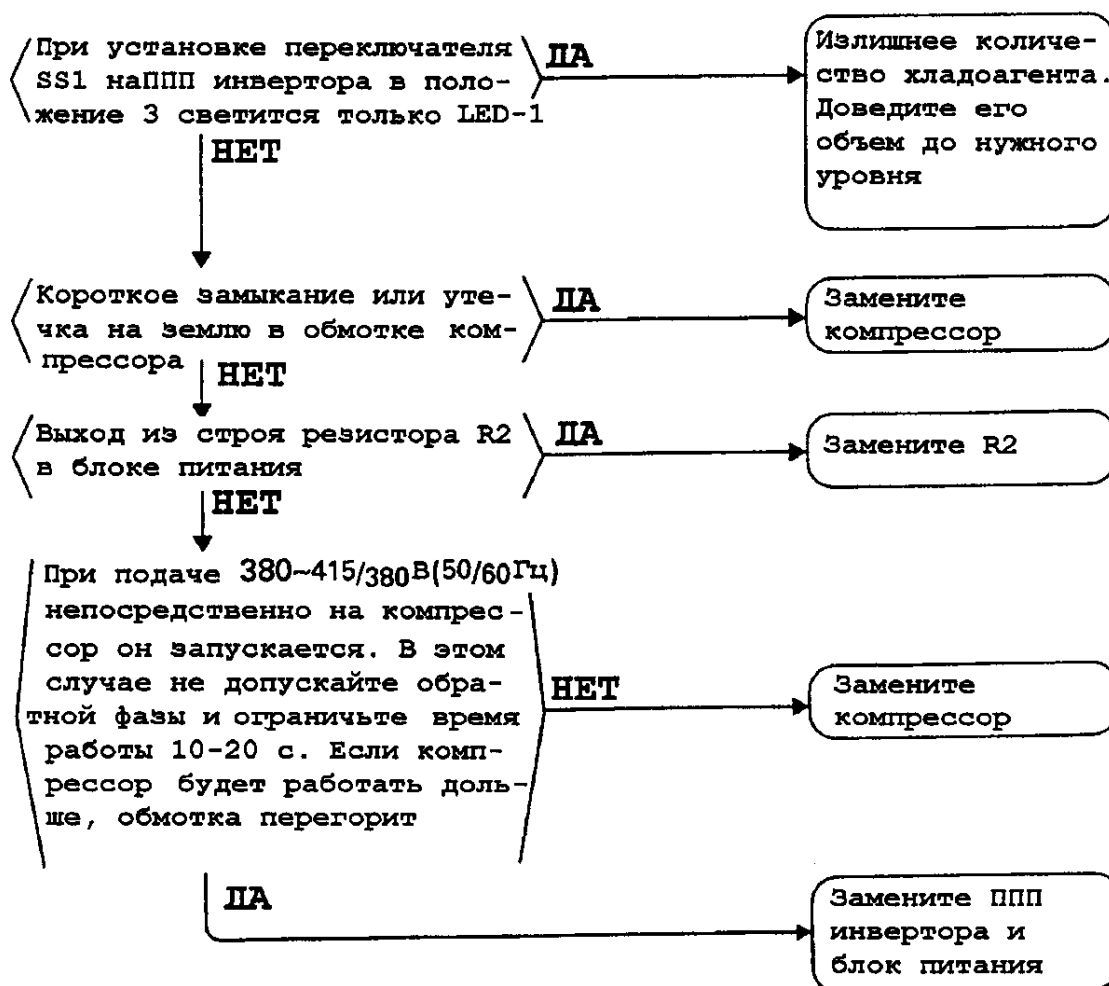 При установке переключателя
SS1 наППП инвертора в поло-
жение 3 светится только LED-1
ДА
Излишнее количе-
ство хладоагента.
Доведите его
объем до нужного
уровня
НЕТ
Короткое замыкание или уте-
чка на землю в обмотке ком-
прессора
ДА
Замените
компрессор
НЕТ
Выход из строя резистора R2
в блоке питания
ДА
Замените R2
НЕТ
При подаче 380~415/380В(50/60Гц)
непосредственно на компрес-
сор он запускается. В этом
случае не допускайте обра-
тной фазы и ограничьте время
работы 10-20 с. Если комп-
рессор будет работать доль-
ше, обмотка перегорит
НЕТ
Замените
компрессор
ДА
Замените ППП
инвертора и
блок питания